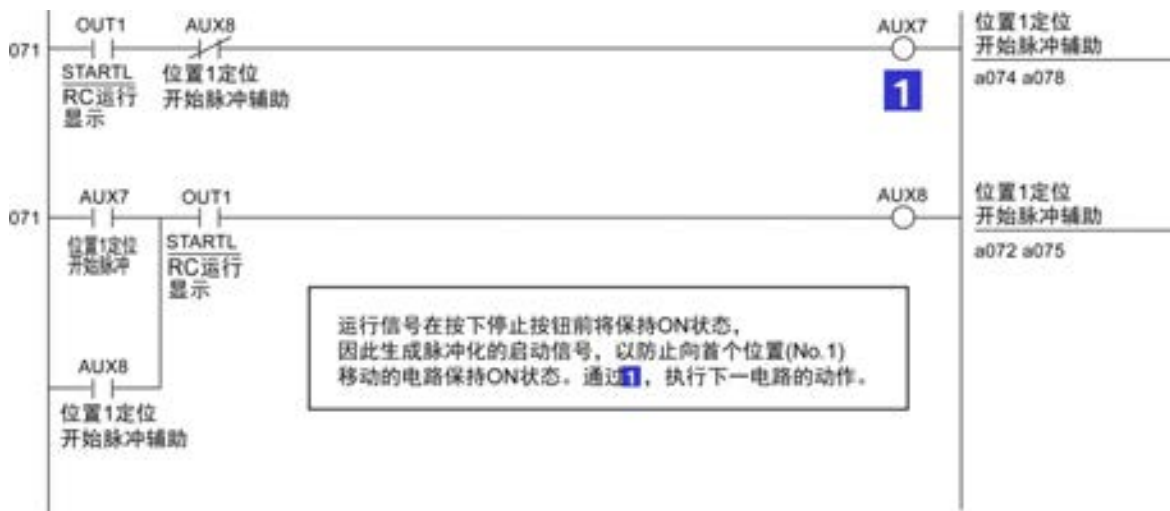 OUT1 AUX8 AUX7 位置1定位
071 开始脉冲辅助
STARTL 位置1定位 1 a074 a078
RC运行 开始脉冲辅助
显示
AUX7 OUT1 AUX8 位置1定位
071 开始脉冲辅助
位置1定位 STARTL a072 a075
开始脉冲 RC运行
显示
运行信号在按下停止按钮前将保持ON状态，
因此生成脉冲化的启动信号，以防止向首个位置(No.1)
移动的电路保持ON状态。通过1，执行下一电路的动作。
AUX8
位置1定位
开始脉冲辅助